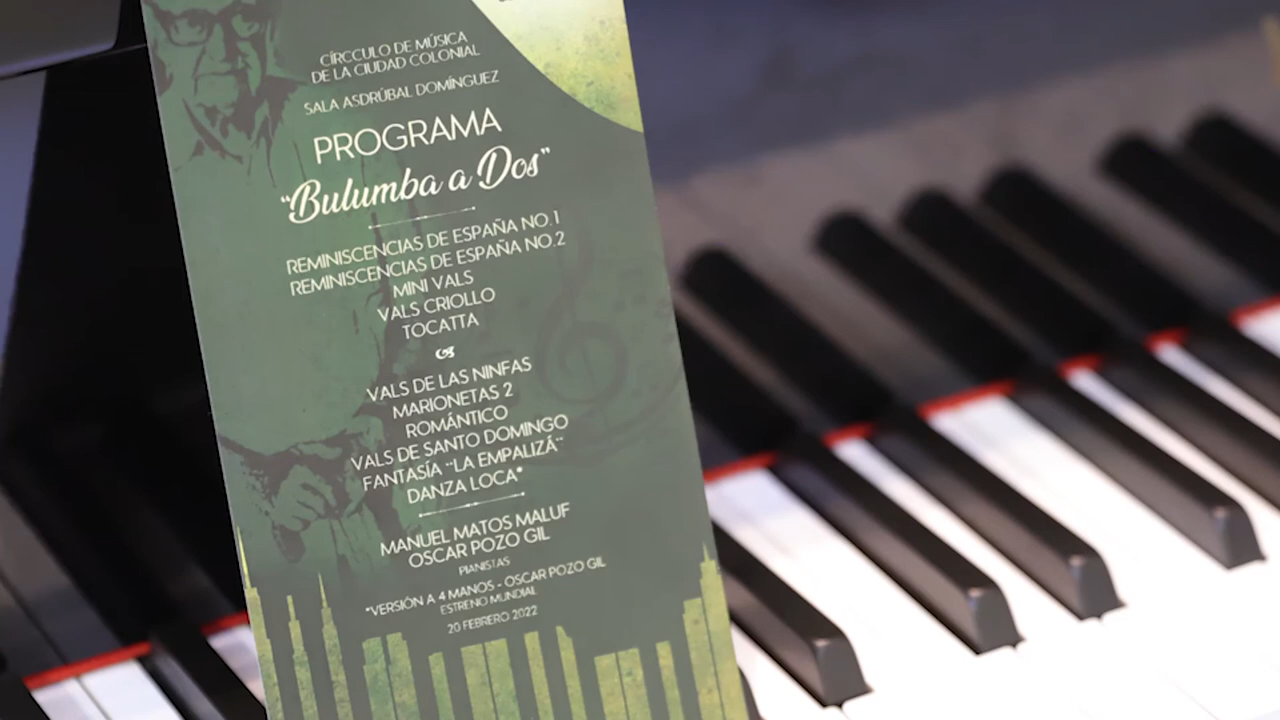 CÍRCCULO DE MÚSICA
DE LA CIUDAD COLONIAL
SALA ASDRÚBAL DOMÍNGUEZ
PROGRAMA
“Bulumba a Dos”
REMINISCENCIAS DE ESPAÑA NO.1
REMINISCENCIAS DE ESPAÑA NO.2
MINI VALS
VALS CRIOLLO
TOCATTA
VALS DE LAS NINFAS
MARIONETAS 2
ROMÁNTICO
VALS DE SANTO DOMINGO
FANTASÍA ¨LA EMPALIZÁ¨
DANZA LOCA*
MANUEL MATOS MALUF
OSCAR POZO GIL
PIANISTAS
*VERSIÓN A 4 MANOS - OSCAR POZO GIL
ESTRENO MUNDIAL
20 FEBRERO 2022